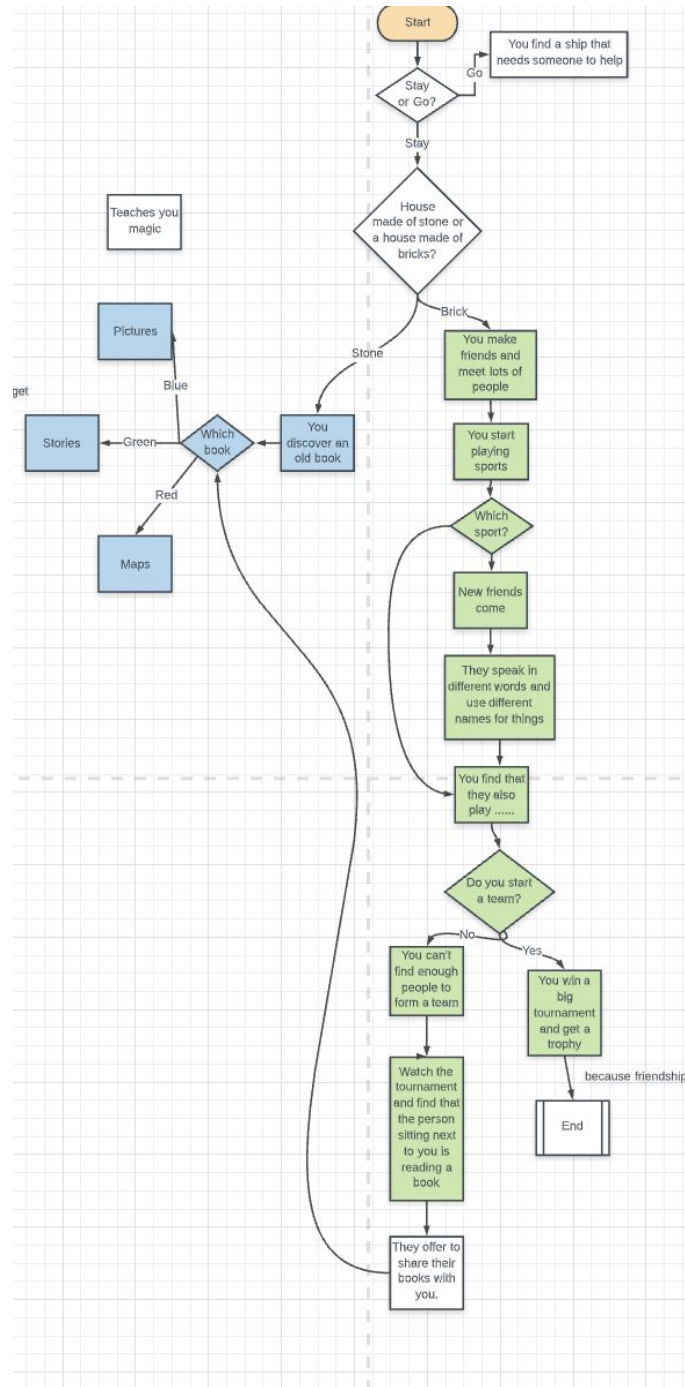 Start
You find a ship that
needs someone to help
Go
Stay
or Go?
Stay
House
made of stone or
a house made of
bricks?
Teaches you
magic
Brick
Pictures
You make
friends and
meet lots of
people
Stone
Blue
get
Stories
Green
Which
book
You
discover an
old book
You start
playing
sports
Red
Which
sport?
Maps
New friends
come
They speak in
different words and
use different
names for things
You find that
they also
play ......
Do you start
a team?
No
Yes
You can't
find enough
people to
form a team
You win a
big
tournament
and get a
trophy
because friendship
Watch the
tournament
and find that
the person
sitting next
to you is
reading a
book
End
They offer to
share their
books with
you.